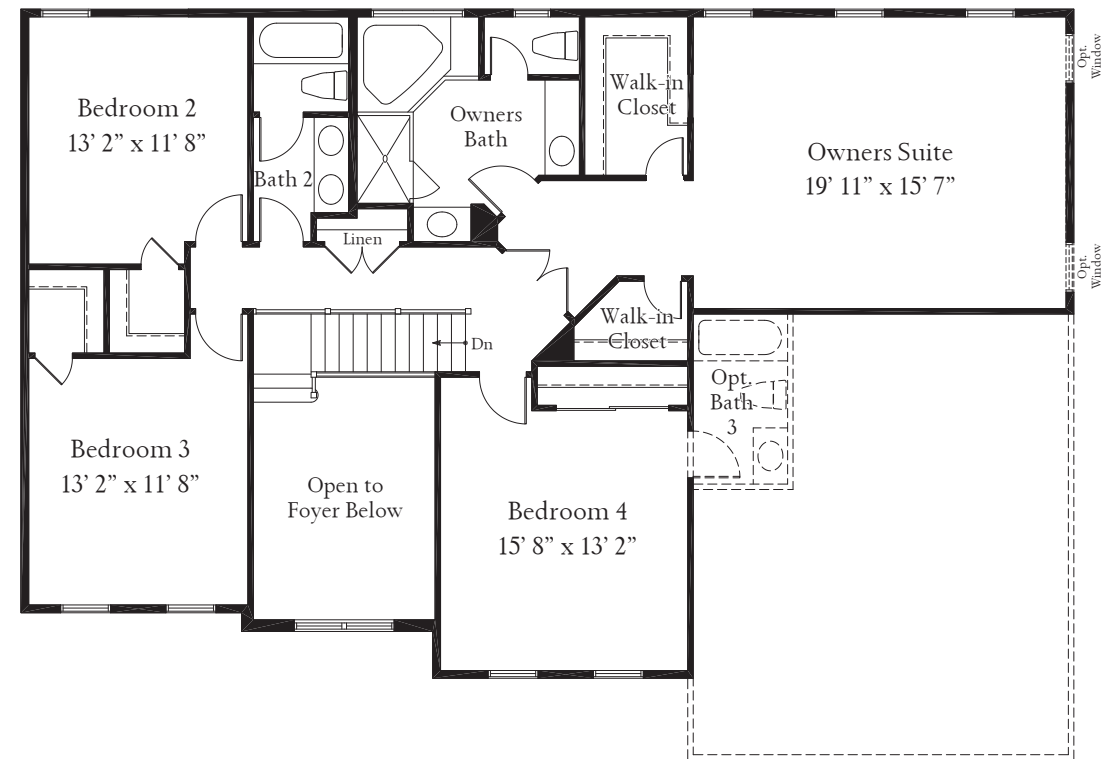 Bedroom 2
13’ 2” x 11’ 8”
Bath 2
Linen
Owners
Bath
Walk-in
Closet
Owners Suite
19’ 11” x 15’ 7”
Opt.
Window
Opt.
Window
Walk-in
Closet
Dn
Opt.
Bath
3
Bedroom 3
13’ 2” x 11’ 8”
Open to
Foyer Below
Bedroom 4
15’ 8” x 13’ 2”